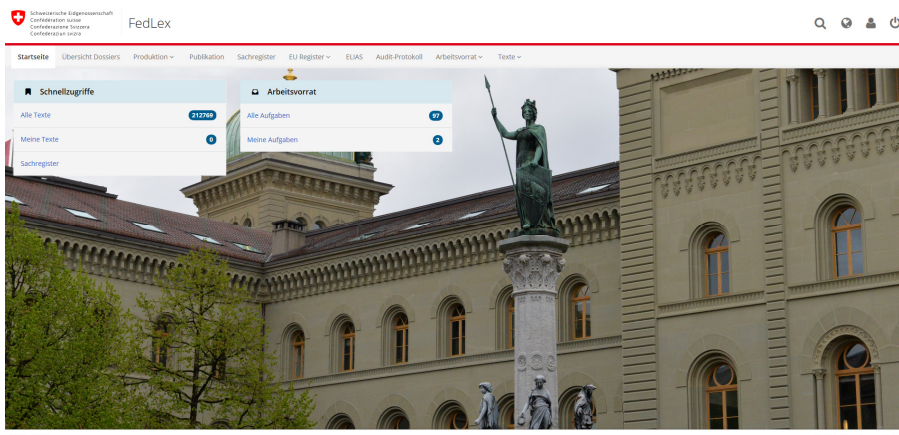 Schweizerische Eidgenossenschaft
Confédération suisse
Confederazione Svizzera
Confederaziun svizra
FedLex
Startseite Übersicht Dossiers Produktion Publikation Sachregister EU Register ELIAS Audit-Protokoll Arbeitsvorrat Texte
Schnellzugriffe
Alle Texte 212769
Meine Texte 0
Sachregister
Arbeitsvorrat
Alle Aufgaben 97
Meine Aufgaben 2